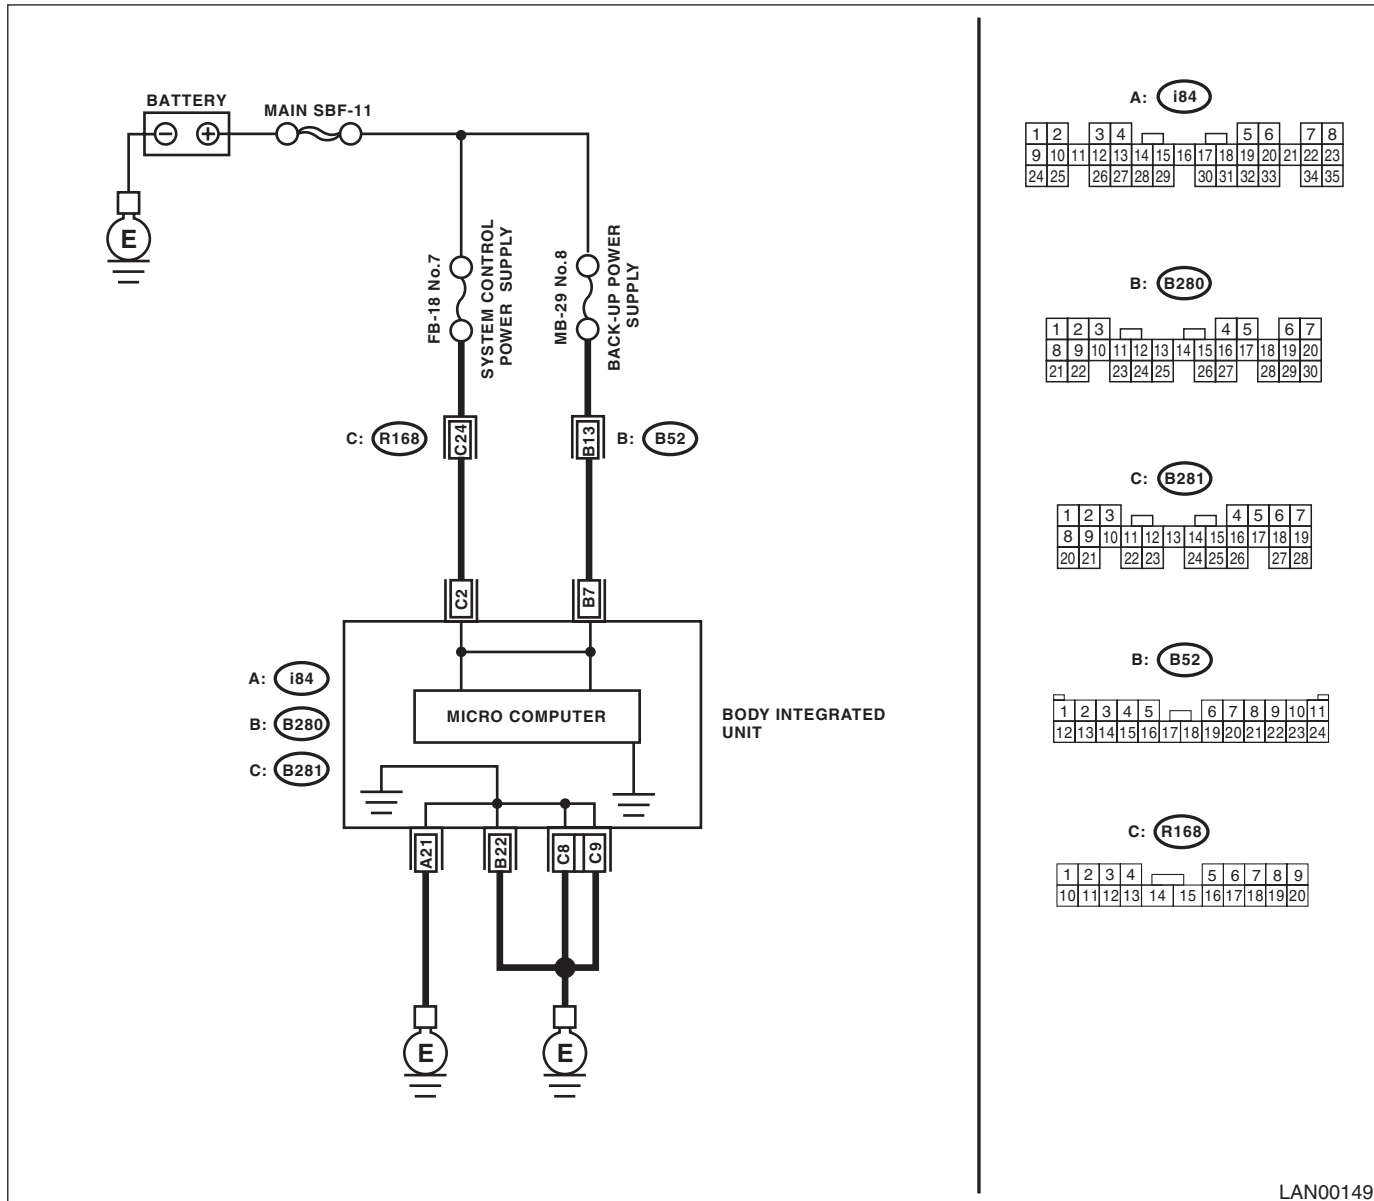 BATTERY
MAIN SBF-11
E
FB-18 No.7
SYSTEM CONTROL
POWER SUPPLY
MB-29 No.8
BACK-UP POWER
SUPPLY
C: R168
C24
B13
B: B52
C2
B7
A: i84
B: B280
C: B281
MICRO COMPUTER
BODY INTEGRATED
UNIT
A21
B22
C8
C9
E
E
A: i84
1 2 3 4 5 6 7 8
9 10 11 12 13 14 15 16 17 18 19 20 21 22 23
24 25 26 27 28 29 30 31 32 33 34 35
B: B280
1 2 3 4 5 6 7
8 9 10 11 12 13 14 15 16 17 18 19 20
21 22 23 24 25 26 27 28 29 30
C: B281
1 2 3 4 5 6 7
8 9 10 11 12 13 14 15 16 17 18 19
20 21 22 23 24 25 26 27 28
B: B52
1 2 3 4 5 6 7 8 9 10 11
12 13 14 15 16 17 18 19 20 21 22 23 24
C: R168
1 2 3 4 5 6 7 8 9
10 11 12 13 14 15 16 17 18 19 20
LAN00149